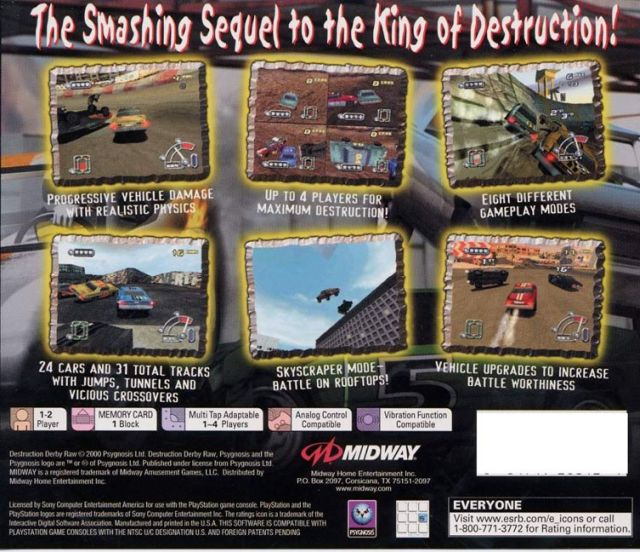 The Smashing Sequel to the King of Destruction!
PROGRESSIVE VEHICLE DAMAGE
WITH REALISTIC PHYSICS
UP TO 4 PLAYERS FOR
MAXIMUM DESTRUCTION!
EIGHT DIFFERENT
GAMEPLAY MODES
24 CARS AND 31 TOTAL TRACKS
WITH JUMPS, TUNNELS AND
VICIOUS CROSSOVERS
SKYSCRAPER MODE-
BATTLE ON ROOFTOPS!
VEHICLE UPGRADES TO INCREASE
BATTLE WORTHINESS
1-2
Player
MEMORY CARD
1 Block
Multi Tap Adaptable
1-4 Players
Analog Control
Compatible
Vibration Function
Compatible
Destruction Derby Raw © 2000 Psygnosis Ltd. Destruction Derby Raw, Psygnosis and the
Psygnosis logo are ™ or ® of Psygnosis Ltd. Published under license from Psygnosis Ltd.
MIDWAY is a registered trademark of Midway Amusement Games, LLC. Distributed by
Midway Home Entertainment Inc.
MIDWAY
Midway Home Entertainment Inc.
P.O. Box 2097, Corsicana, TX 75151-2097
www.midway.com
Licensed by Sony Computer Entertainment America for use with the PlayStation game console. PlayStation and the
PlayStation logos are registered trademarks of Sony Computer Entertainment Inc. The ratings icon is a trademark of the
Interactive Digital Software Association. Manufactured and printed in the U.S.A. THIS SOFTWARE IS COMPATIBLE WITH
PLAYSTATION GAME CONSOLES WITH THE NTSC U/C DESIGNATION U.S. AND FOREIGN PATENTS PENDING
PSYGNOSIS
EVERYONE
Visit www.esrb.com/e_icons or call
1-800-771-3772 for Rating information.